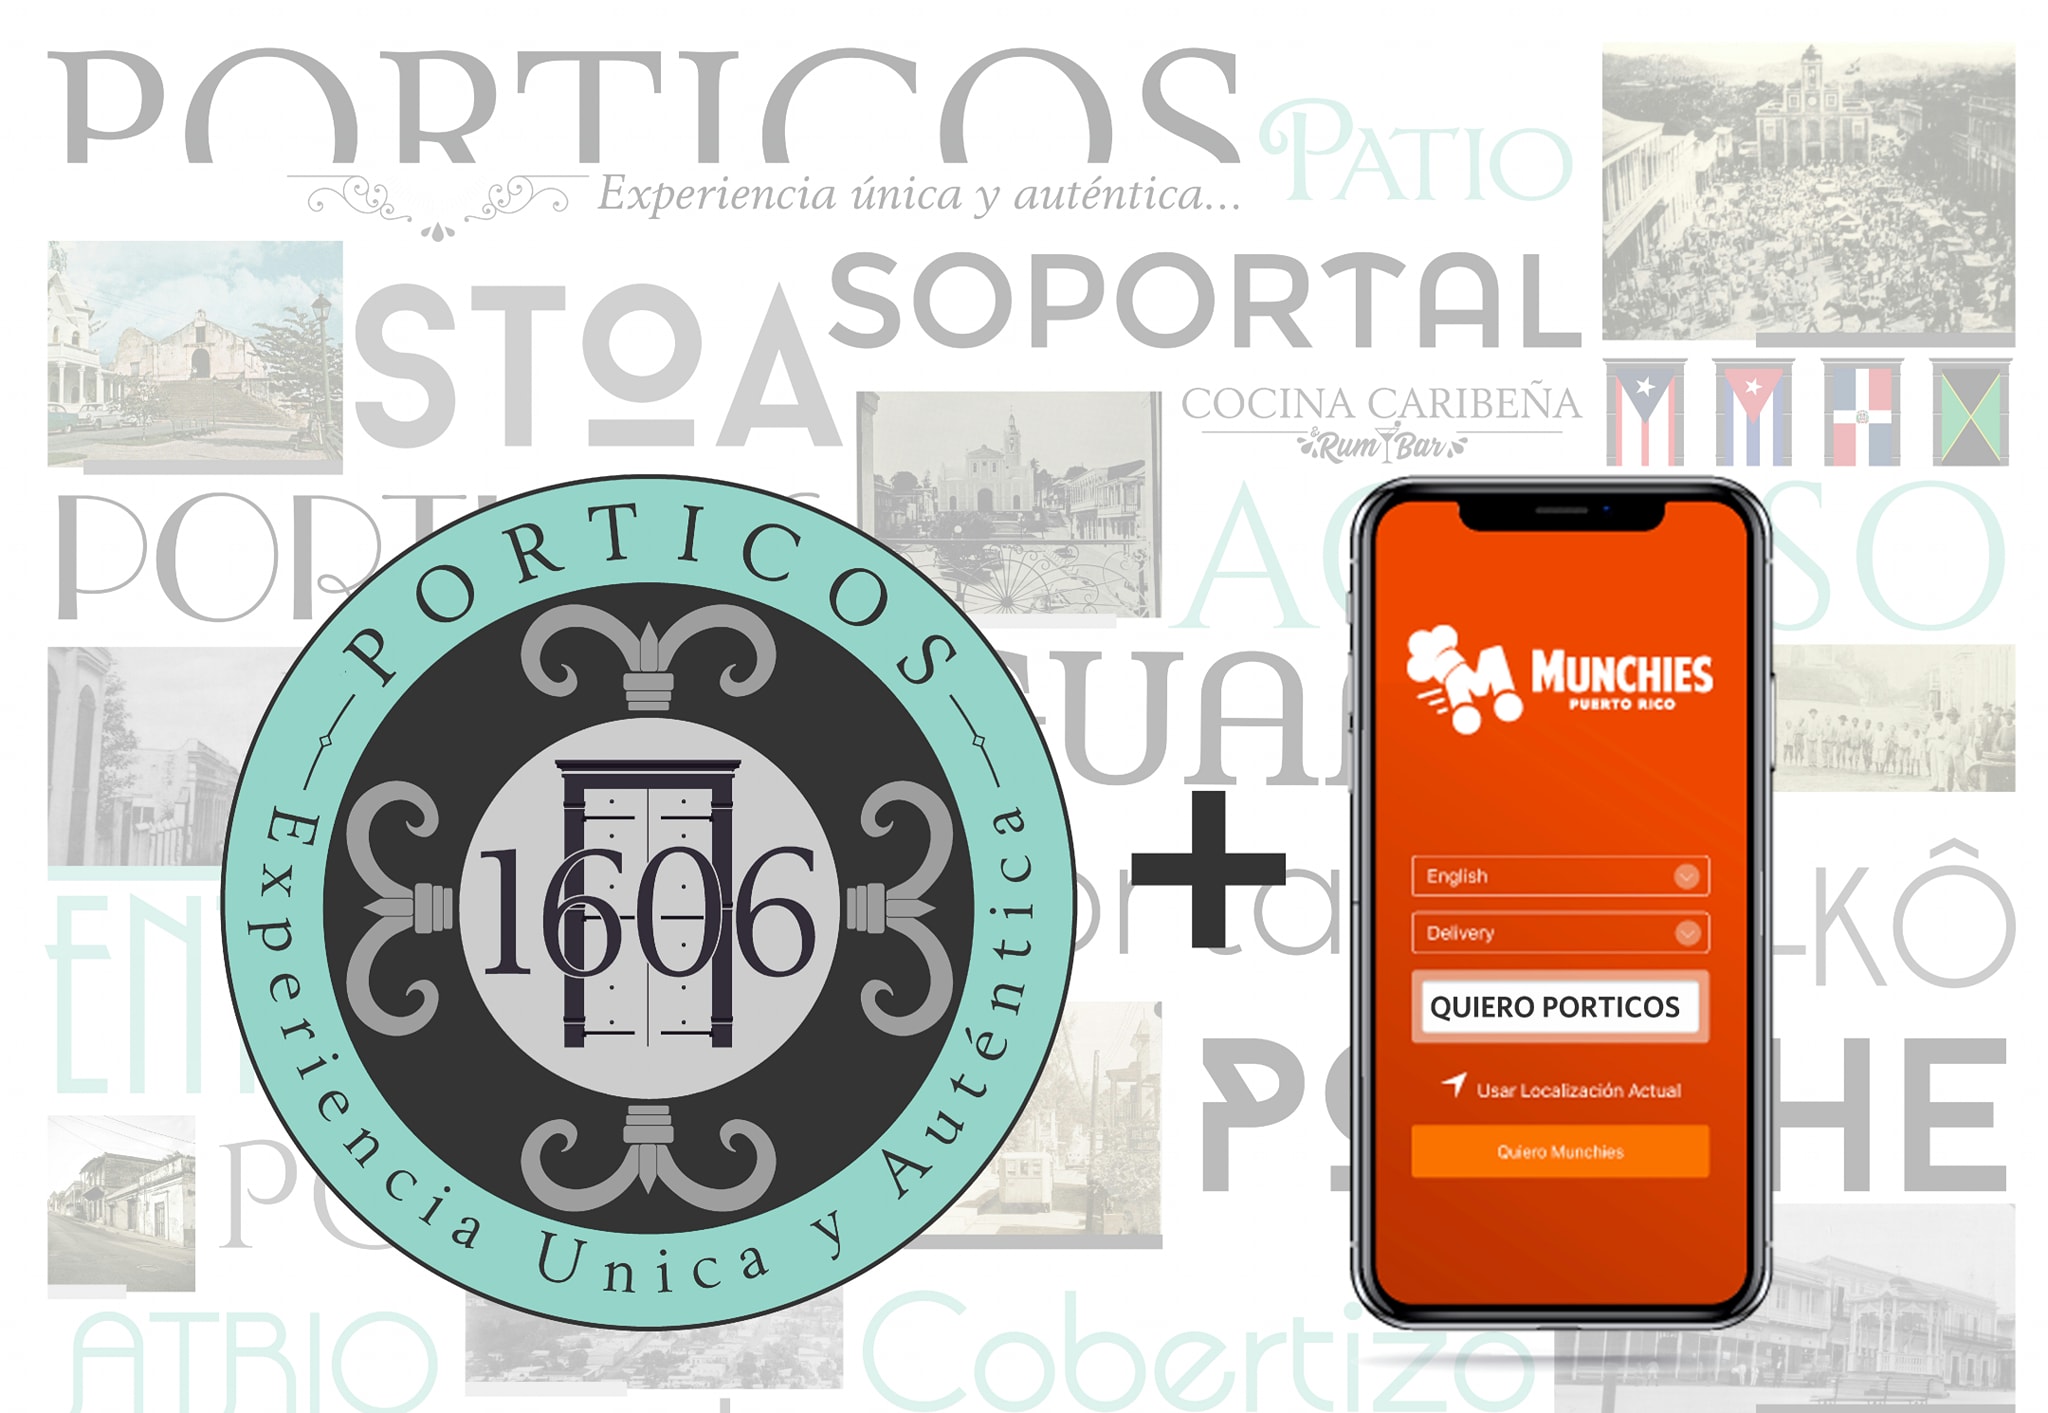 PORTICOS
PATIO
Experiencia única y auténtica...
STOA
SOPORTAL
COCINA CARIBEÑA
& Rum Bar
PORTICOS
Experiencia Unica y Auténtica
1606
+
MUNCHIES
PUERTO RICO
English
Delivery
QUIERO PORTICOS
Usar Localización Actual
Quiero Munchies
ATRIO
Cobertizo